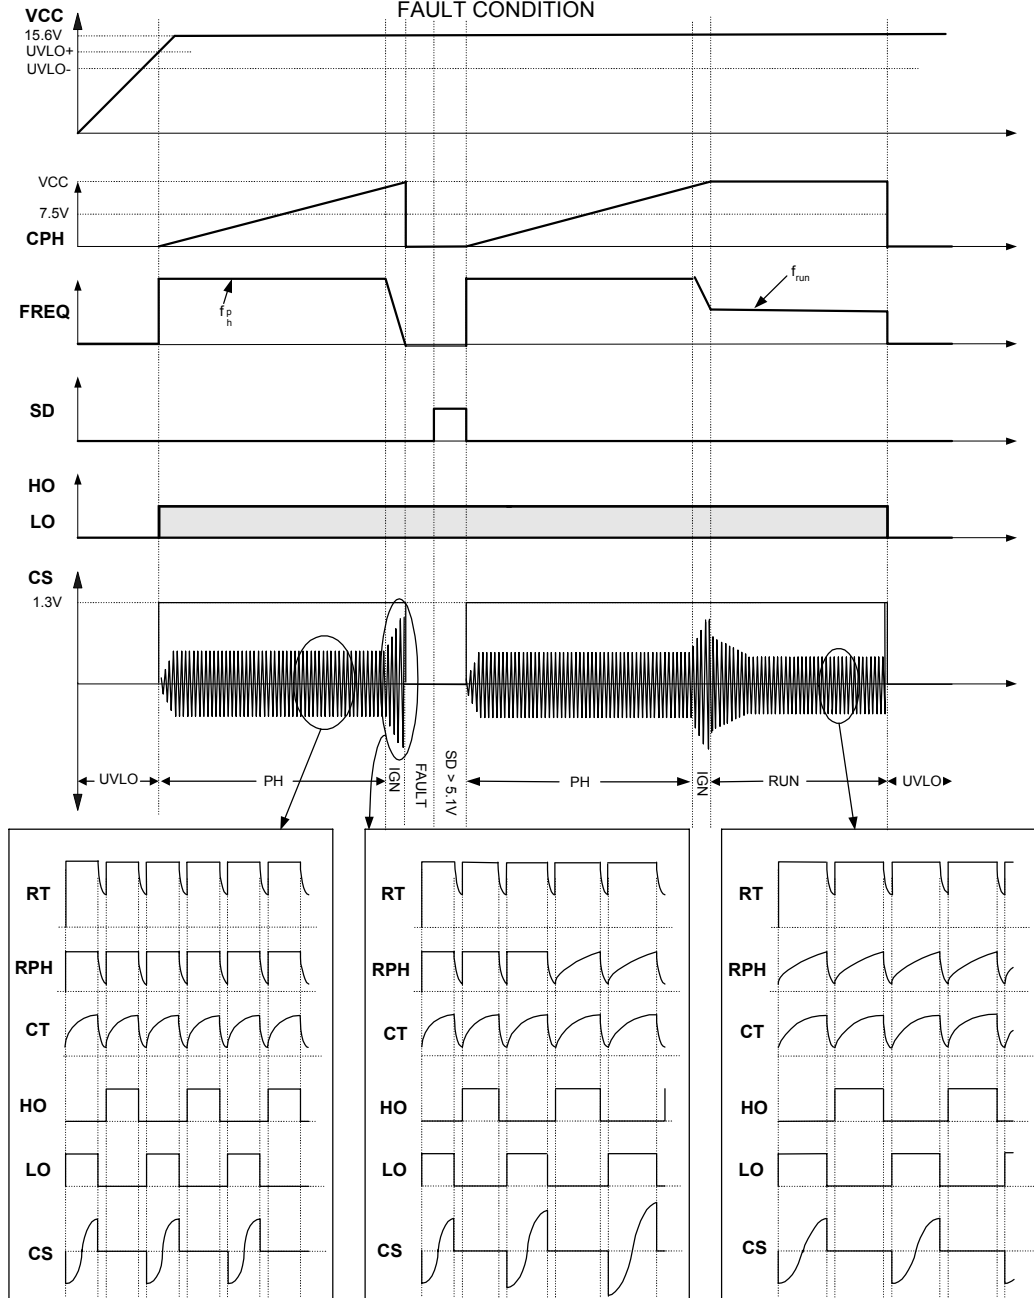 FAULT CONDITION
VCC
15.6V
UVLO+
UVLO-
VCC
7.5V
CPH
FREQ
f ph
f run
SD
HO
LO
CS
1.3V
UVLO
PH
IGN
FAULT
SD > 5.1V
PH
IGN
RUN
UVLO
RT
RPH
CT
HO
LO
CS
RT
RPH
CT
HO
LO
CS
RT
RPH
CT
HO
LO
CS